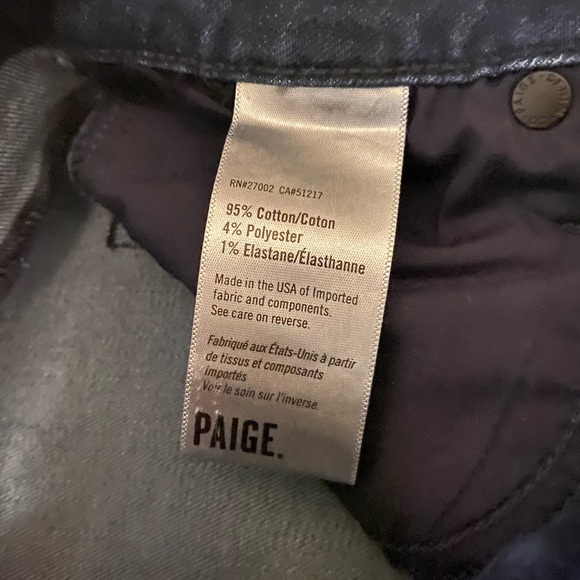 PAIGE
RN#27002 CA#51217
95% Cotton/Coton
4% Polyester
1% Elastane/Élasthanne
Made in the USA of Imported
fabric and components.
See care on reverse.
Fabriqué aux États-Unis à partir
de tissus et composants
importés
Voir le soin sur l'inverse.
PAIGE.